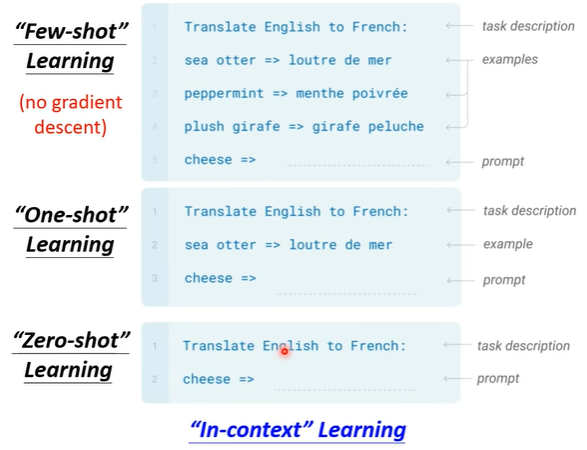 “Few-shot”
Learning
(no gradient
descent)
1 Translate English to French: task description
2 sea otter => loutre de mer examples
3 peppermint => menthe poivrée
4 plush girafe => girafe peluche
5 cheese => prompt
“One-shot”
Learning
1 Translate English to French: task description
2 sea otter => loutre de mer example
3 cheese => prompt
“Zero-shot”
Learning
1 Translate English to French: task description
2 cheese => prompt
“In-context” Learning